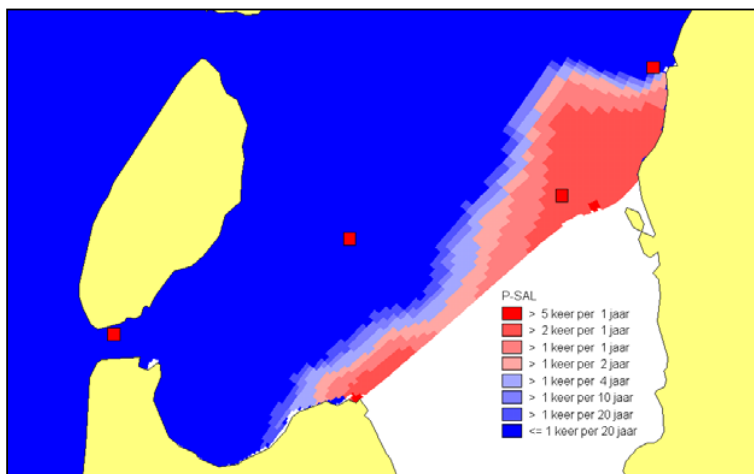 P-SAL
> 5 keer per 1 jaar
> 2 keer per 1 jaar
> 1 keer per 1 jaar
> 1 keer per 2 jaar
> 1 keer per 4 jaar
> 1 keer per 10 jaar
> 1 keer per 20 jaar
<= 1 keer per 20 jaar